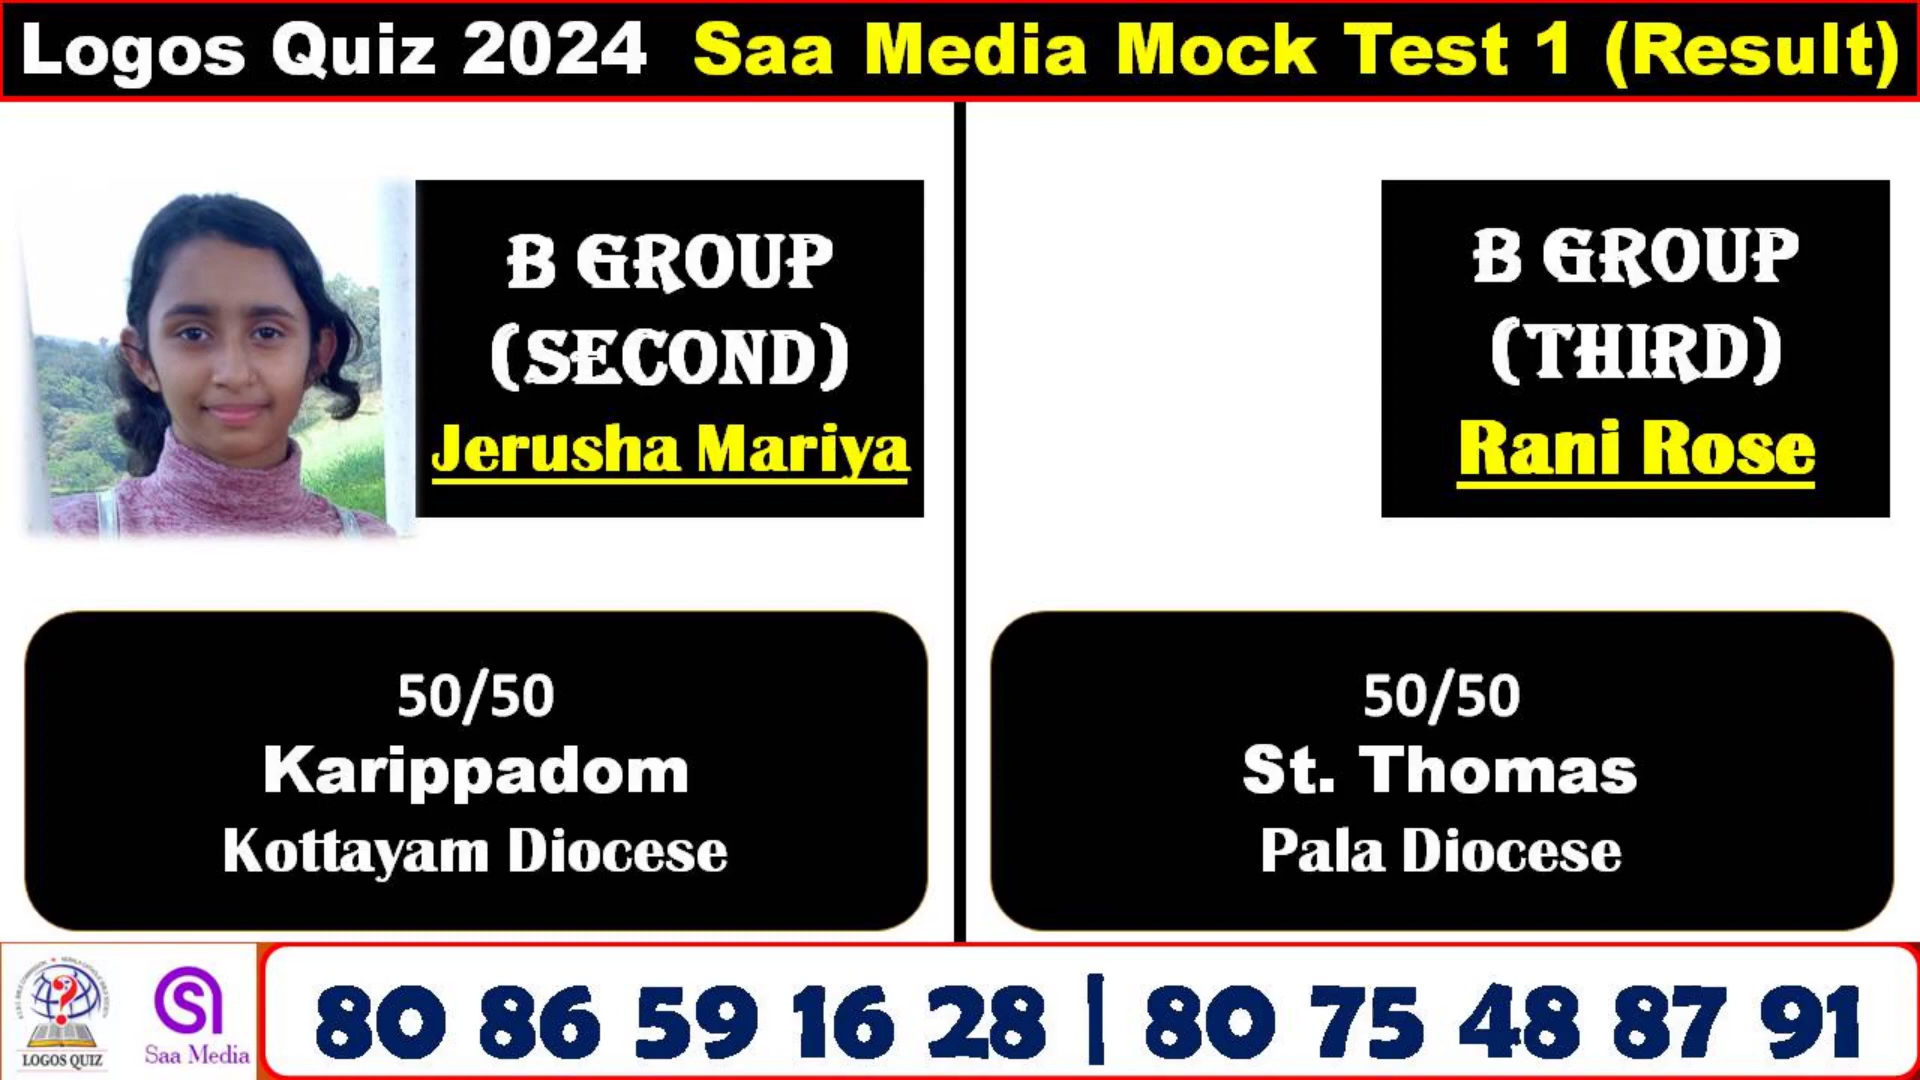 Logos Quiz 2024 Saa Media Mock Test 1 (Result)
B GROUP
(SECOND)
Jerusha Mariya
50/50
Karippadom
Kottayam Diocese
B GROUP
(THIRD)
Rani Rose
50/50
St. Thomas
Pala Diocese
LOGOS QUIZ
Saa Media
80 86 59 16 28 | 80 75 48 87 91